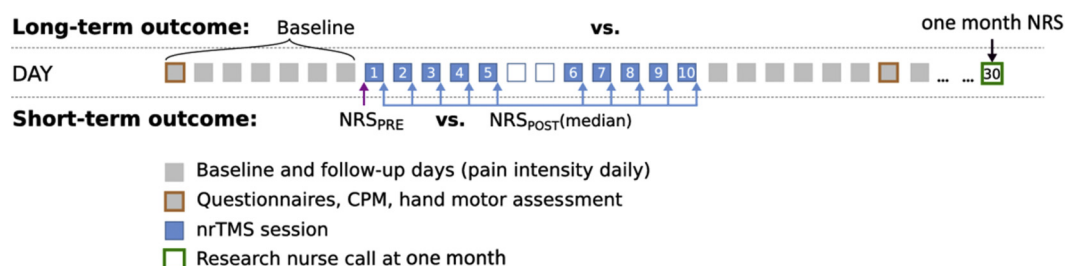 Long-term outcome: Baseline vs. one month NRS
DAY 1 2 3 4 5 6 7 8 9 10 ... ... 30
Short-term outcome: NRSPRE vs. NRSPOST(median)
Baseline and follow-up days (pain intensity daily)
Questionnaires, CPM, hand motor assessment
nrTMS session
Research nurse call at one month